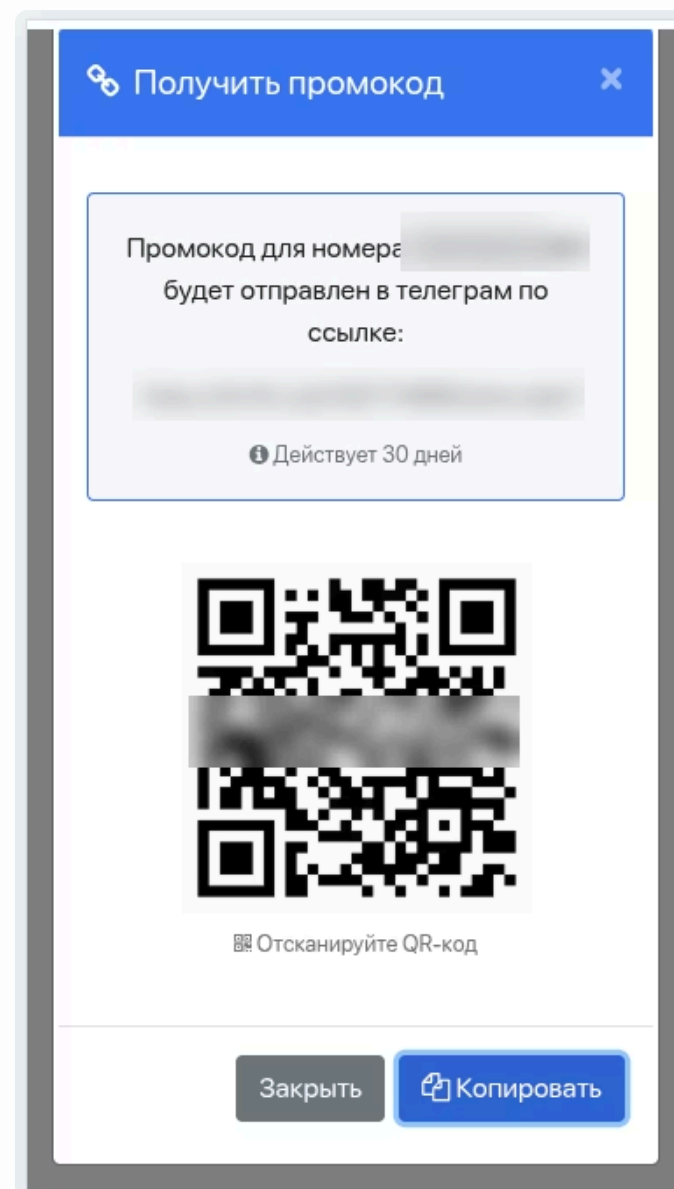 Получить промокод
Промокод для номера
будет отправлен в телеграм по
ссылке:
Действует 30 дней
Отсканируйте QR-код
Закрыть
Копировать